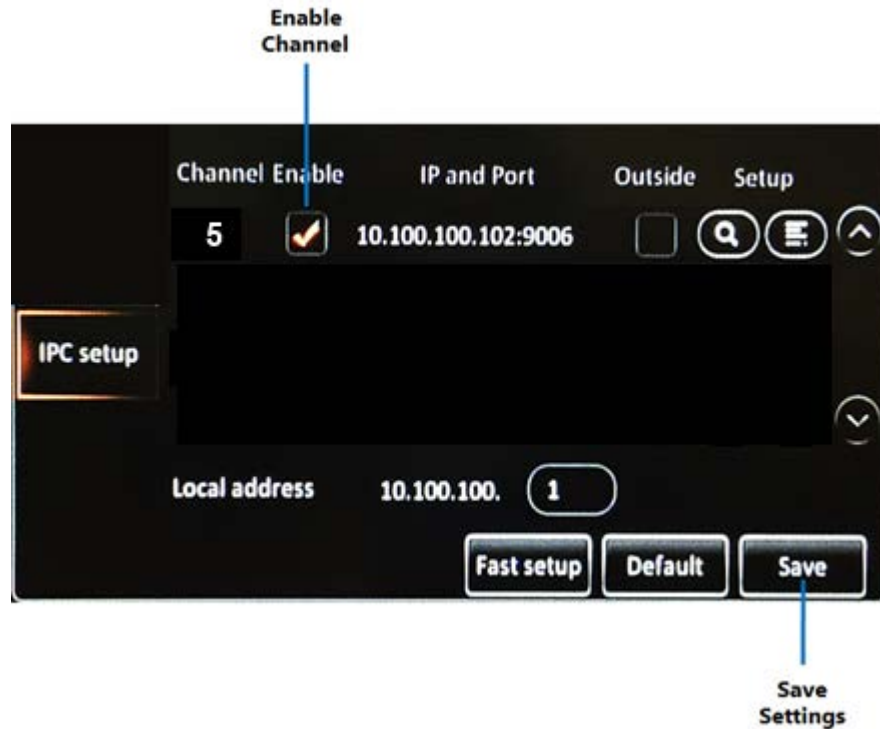 Enable
Channel
Channel Enable IP and Port Outside Setup
5 10.100.100.102:9006
IPC setup
Local address 10.100.100. 1
Fast setup Default Save
Save
Settings